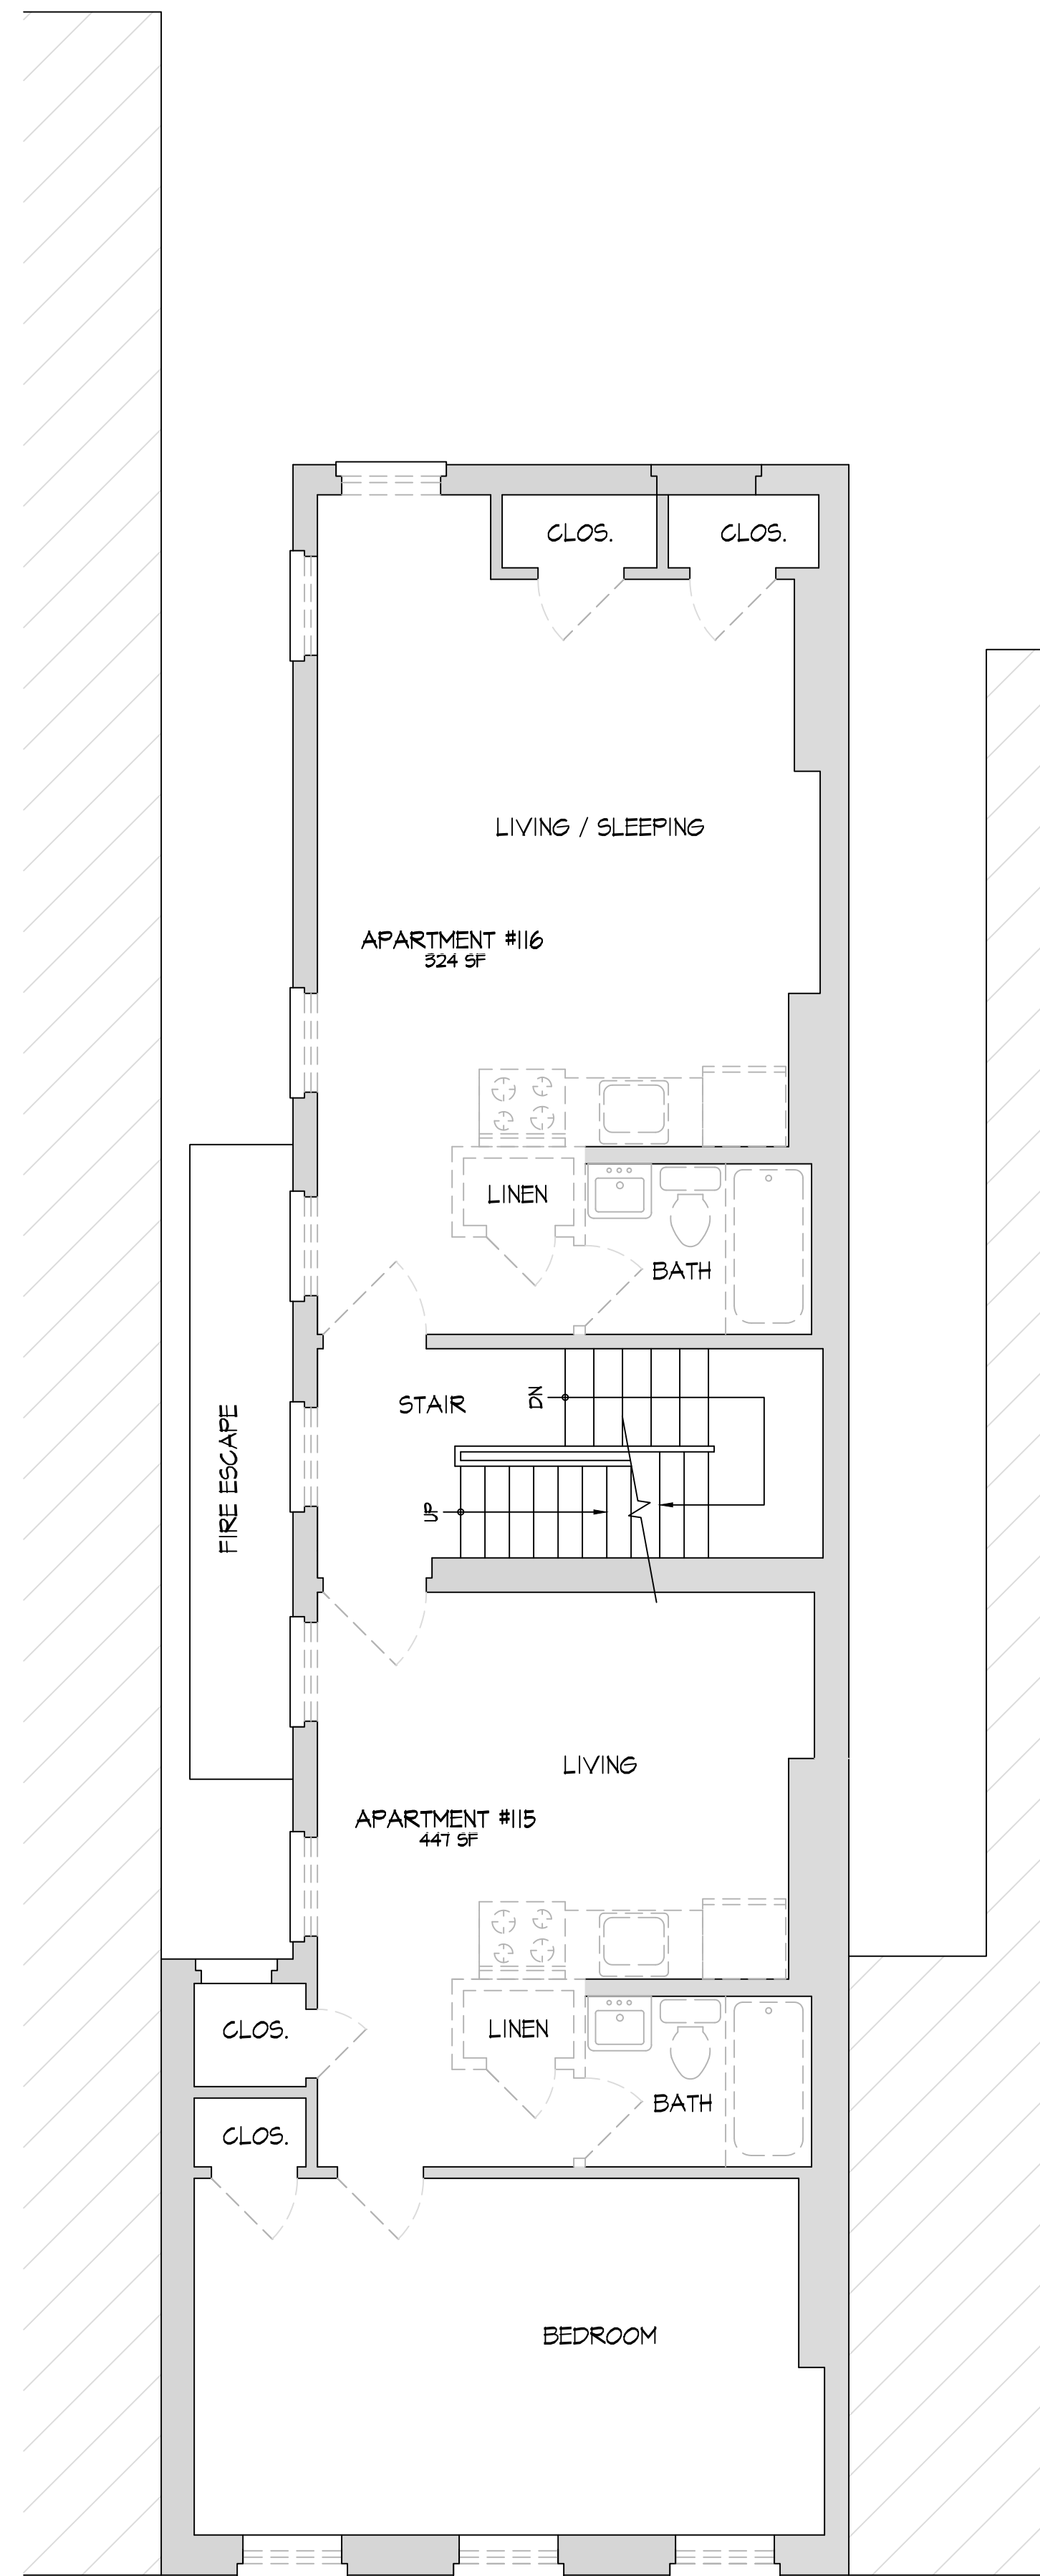 CLOS.
CLOS.
LIVING / SLEEPING
APARTMENT #116
324 SF
LINEN
BATH
STAIR
DN
FIRE ESCAPE
UP
LIVING
APARTMENT #115
447 SF
CLOS.
LINEN
BATH
CLOS.
BEDROOM